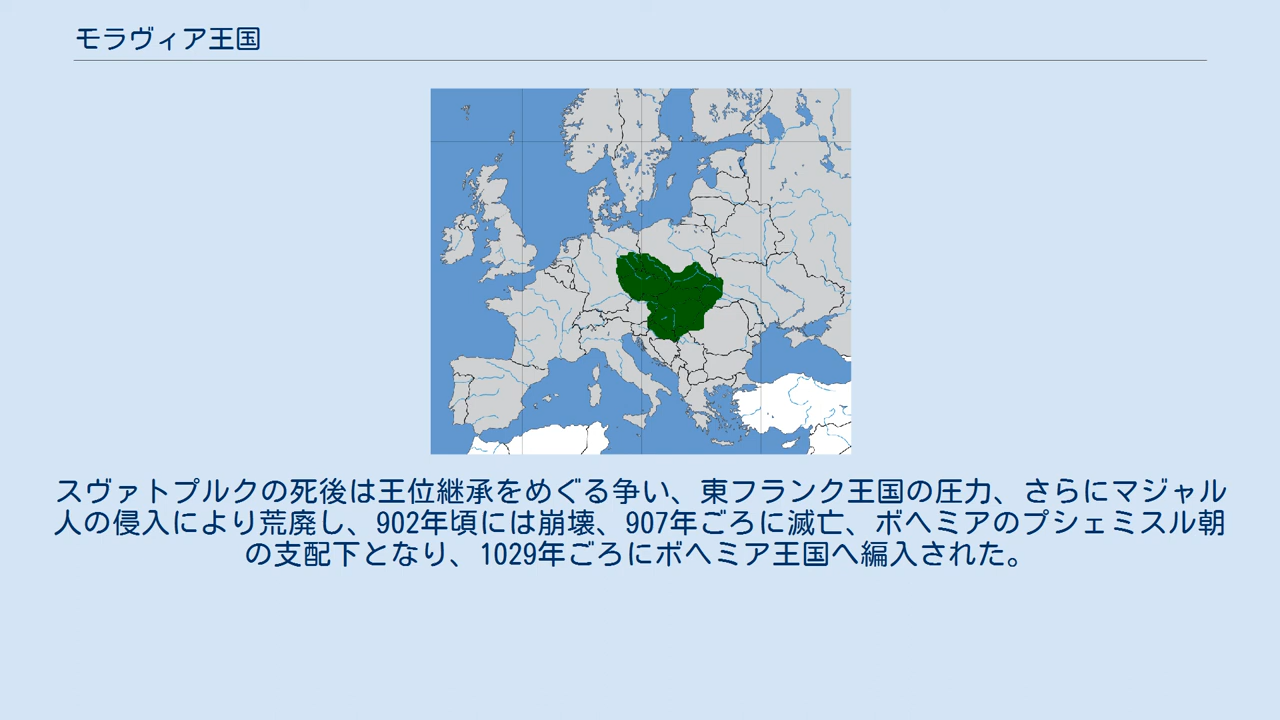 モラヴィア王国
スヴァトプルクの死後は王位継承をめぐる争い、東フランク王国の圧力、さらにマジャル
人の侵入により荒廃し、902年頃には崩壊、907年ごろに滅亡、ボヘミアのプシェミスル朝
の支配下となり、1029年ごろにボヘミア王国へ編入された。